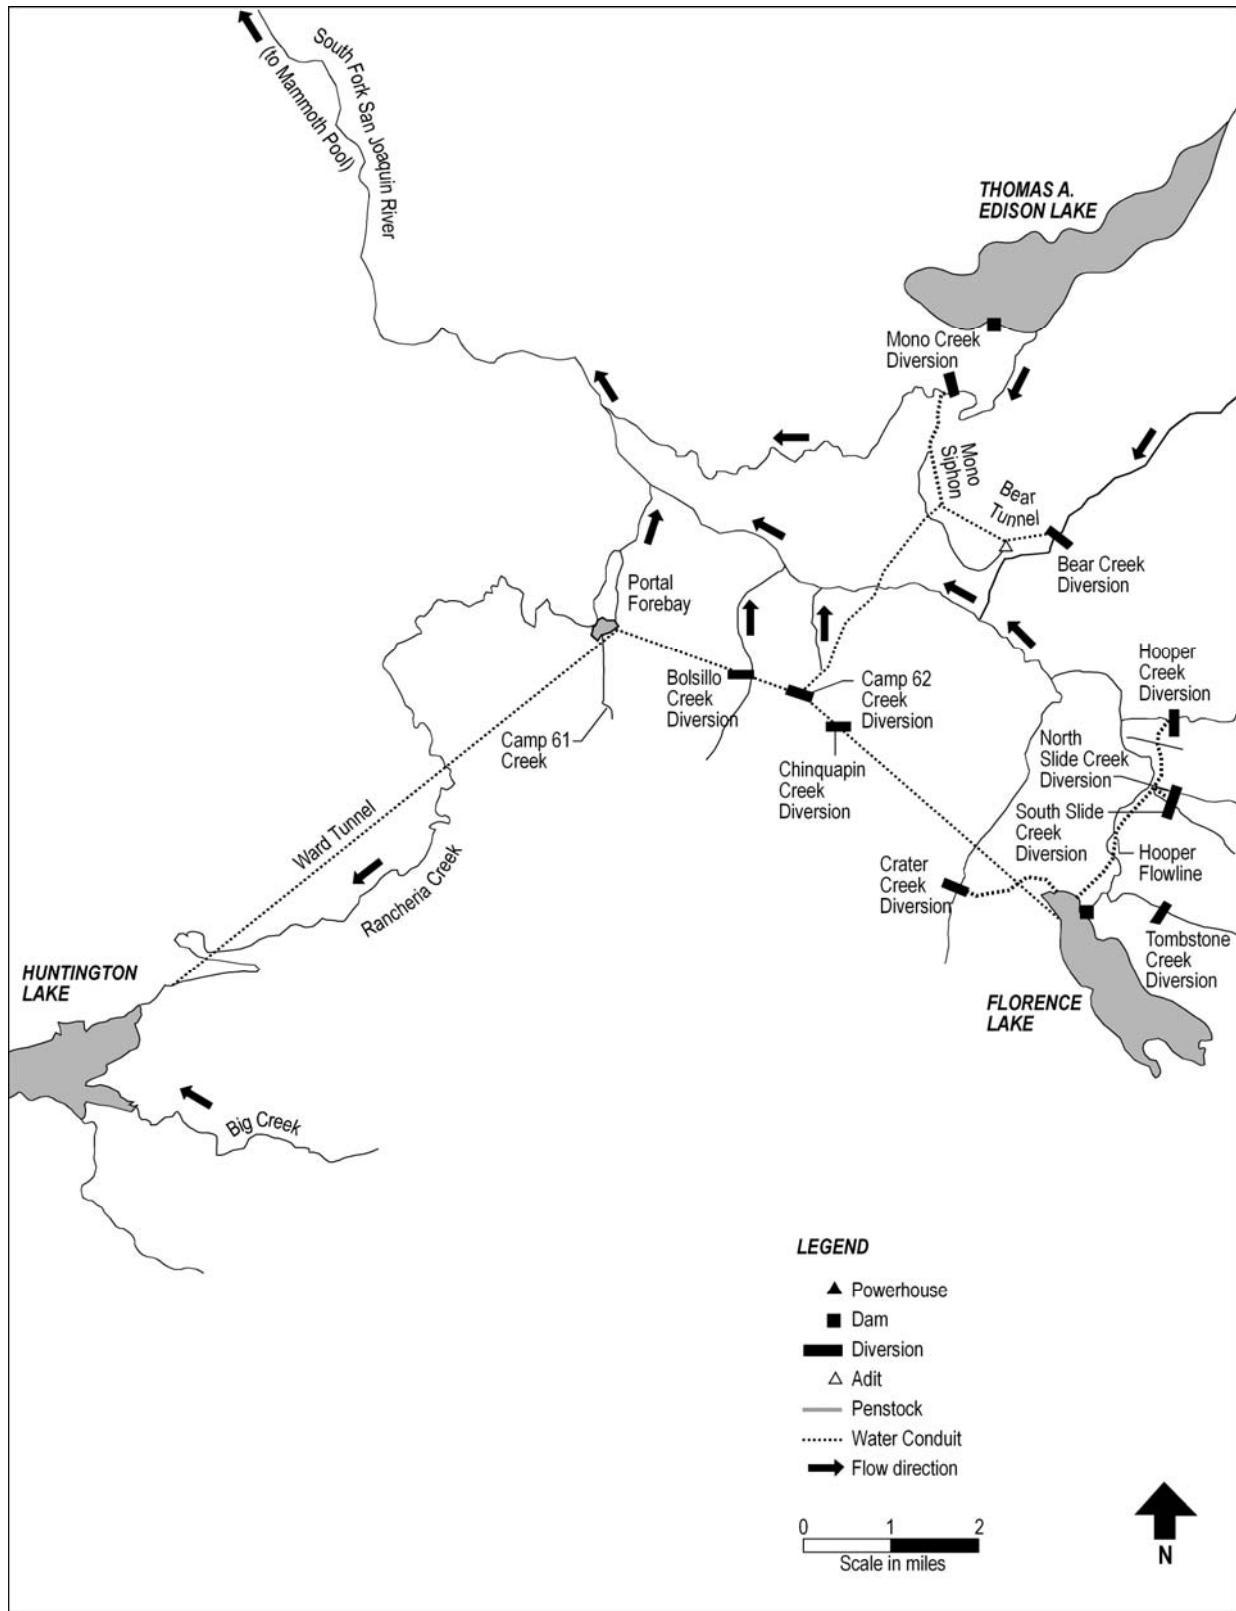 South Fork San Joaquin River
(to Mammoth Pool)
THOMAS A.
EDISON LAKE
Mono Creek
Diversion
Mono
Siphon
Bear
Tunnel
Bear Creek
Diversion
Portal
Forebay
Hooper
Creek
Diversion
Bolsillo
Creek
Diversion
Camp 62
Creek
Diversion
Camp 61
Creek
North
Slide Creek
Diversion
Chinquapin
Creek
Diversion
South Slide
Creek
Diversion
Hooper
Flowline
Ward Tunnel
Rancheria Creek
Crater
Creek
Diversion
Tombstone
Creek
Diversion
HUNTINGTON
LAKE
FLORENCE
LAKE
Big Creek
LEGEND
Powerhouse
Dam
Diversion
Adit
Penstock
Water Conduit
Flow direction
0 1 2
Scale in miles
N